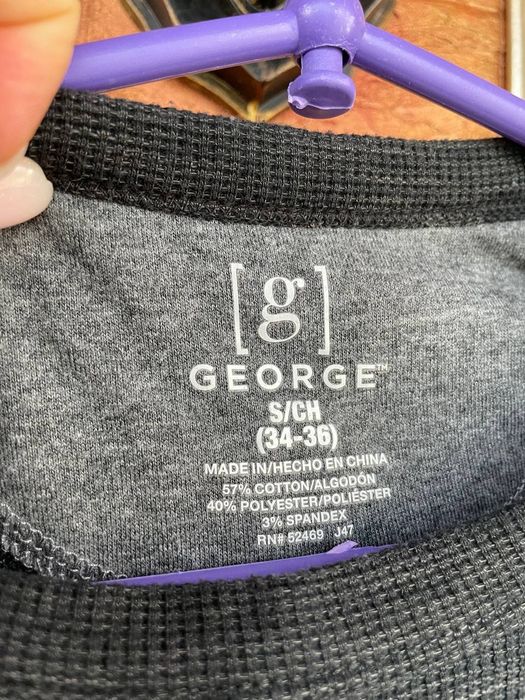 [g]
GEORGE™
S/CH
(34-36)
MADE IN/HECHO EN CHINA
57% COTTON/ALGODÓN
40% POLYESTER/POLIÉSTER
3% SPANDEX
RN# 52469 J47